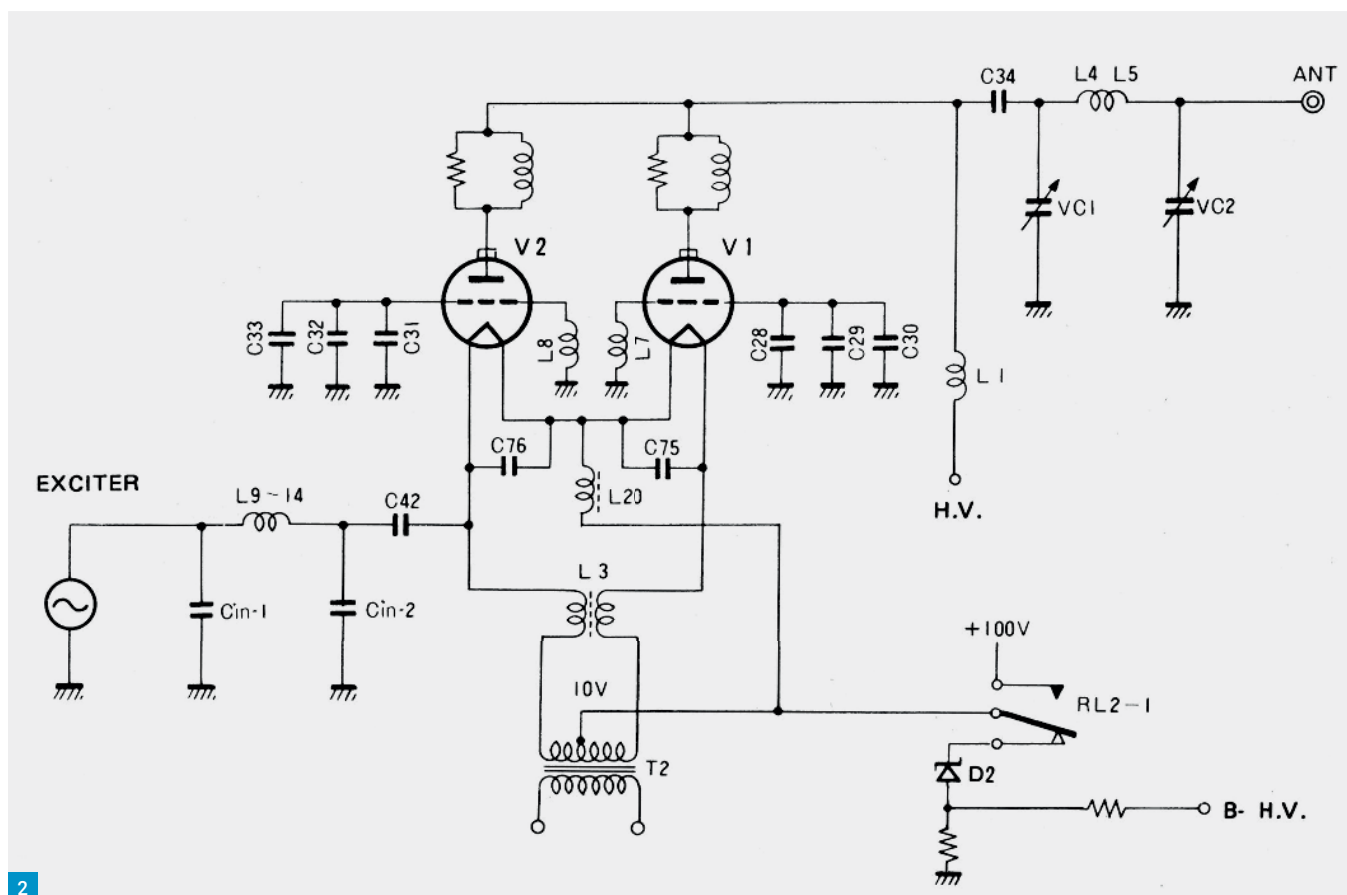 C34
L4 L5
ANT
VC1
VC2
V2
V1
C33
C32
C31
L8
L7
C28
C29
C30
L1
C76
C75
EXCITER
L9~14
C42
L20
H.V.
L3
Cin-1
Cin-2
+100V
10V
RL2-1
T2
D2
B- H.V.
2